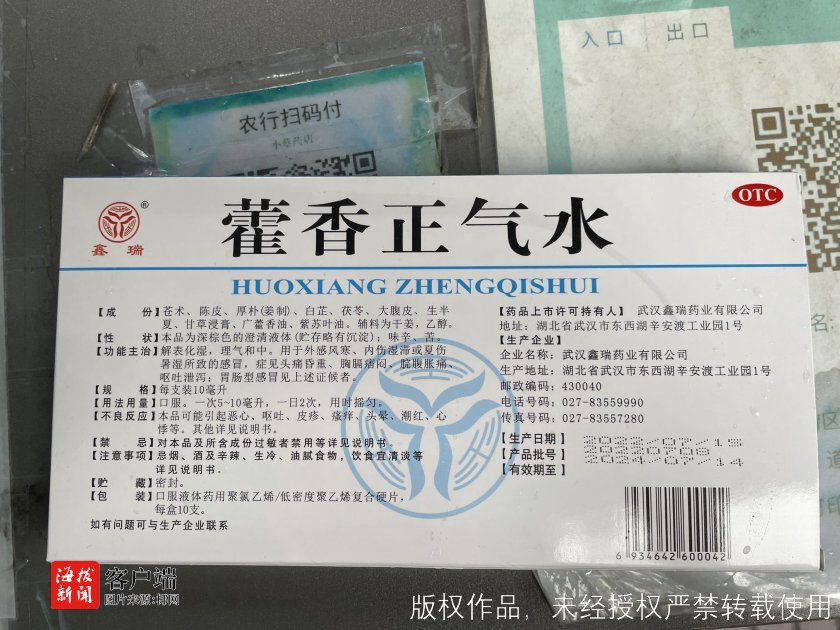 入口 出口
农行扫码付
小蔡药店
鑫瑞®
藿香正气水
OTC
HUOXIANG ZHENGQISHUI
【成 份】苍术、陈皮、厚朴(姜制)、白芷、茯苓、大腹皮、生半
夏、甘草浸膏、广藿香油、紫苏叶油。辅料为干姜,乙醇。
【性 状】本品为深棕色的澄清液体(贮存略有沉淀);味辛、苦。
【功能主治】解表化湿,理气和中。用于外感风寒、内伤湿滞或夏伤
暑湿所致的感冒,症见头痛昏重、胸膈痞闷、脘腹胀痛、
呕吐泄泻;胃肠型感冒见上述证候者。
【规 格】每支装10毫升
【用法用量】口服。一次5~10毫升,一日2次,用时摇匀。
【不良反应】本品可能引起恶心、呕吐、皮疹、瘙痒、头晕、潮红、心
悸等。其他详见说明书。
【禁 忌】对本品及所含成份过敏者禁用等详见说明书。
【注意事项】忌烟、酒及辛辣、生冷、油腻食物,饮食宜清淡等
详见说明书。
【贮 藏】密封。
【包 装】口服液体药用聚氯乙烯/低密度聚乙烯复合硬片,
每盒10支。
如有问题可与生产企业联系
【药品上市许可持有人】 武汉鑫瑞药业有限公司
地址:湖北省武汉市东西湖辛安渡工业园1号
【生产企业】
企业名称:武汉鑫瑞药业有限公司
生产地址:湖北省武汉市东西湖辛安渡工业园1号
邮政编码:430040
电话号码:027-83559990
传真号码:027-83557280
【生产日期】
【产品批号】
【有效期至】 2024/07/14
6 934642 600042
海拔新闻 客户端
图片来源:椰网
版权作品,未经授权严禁转载使用